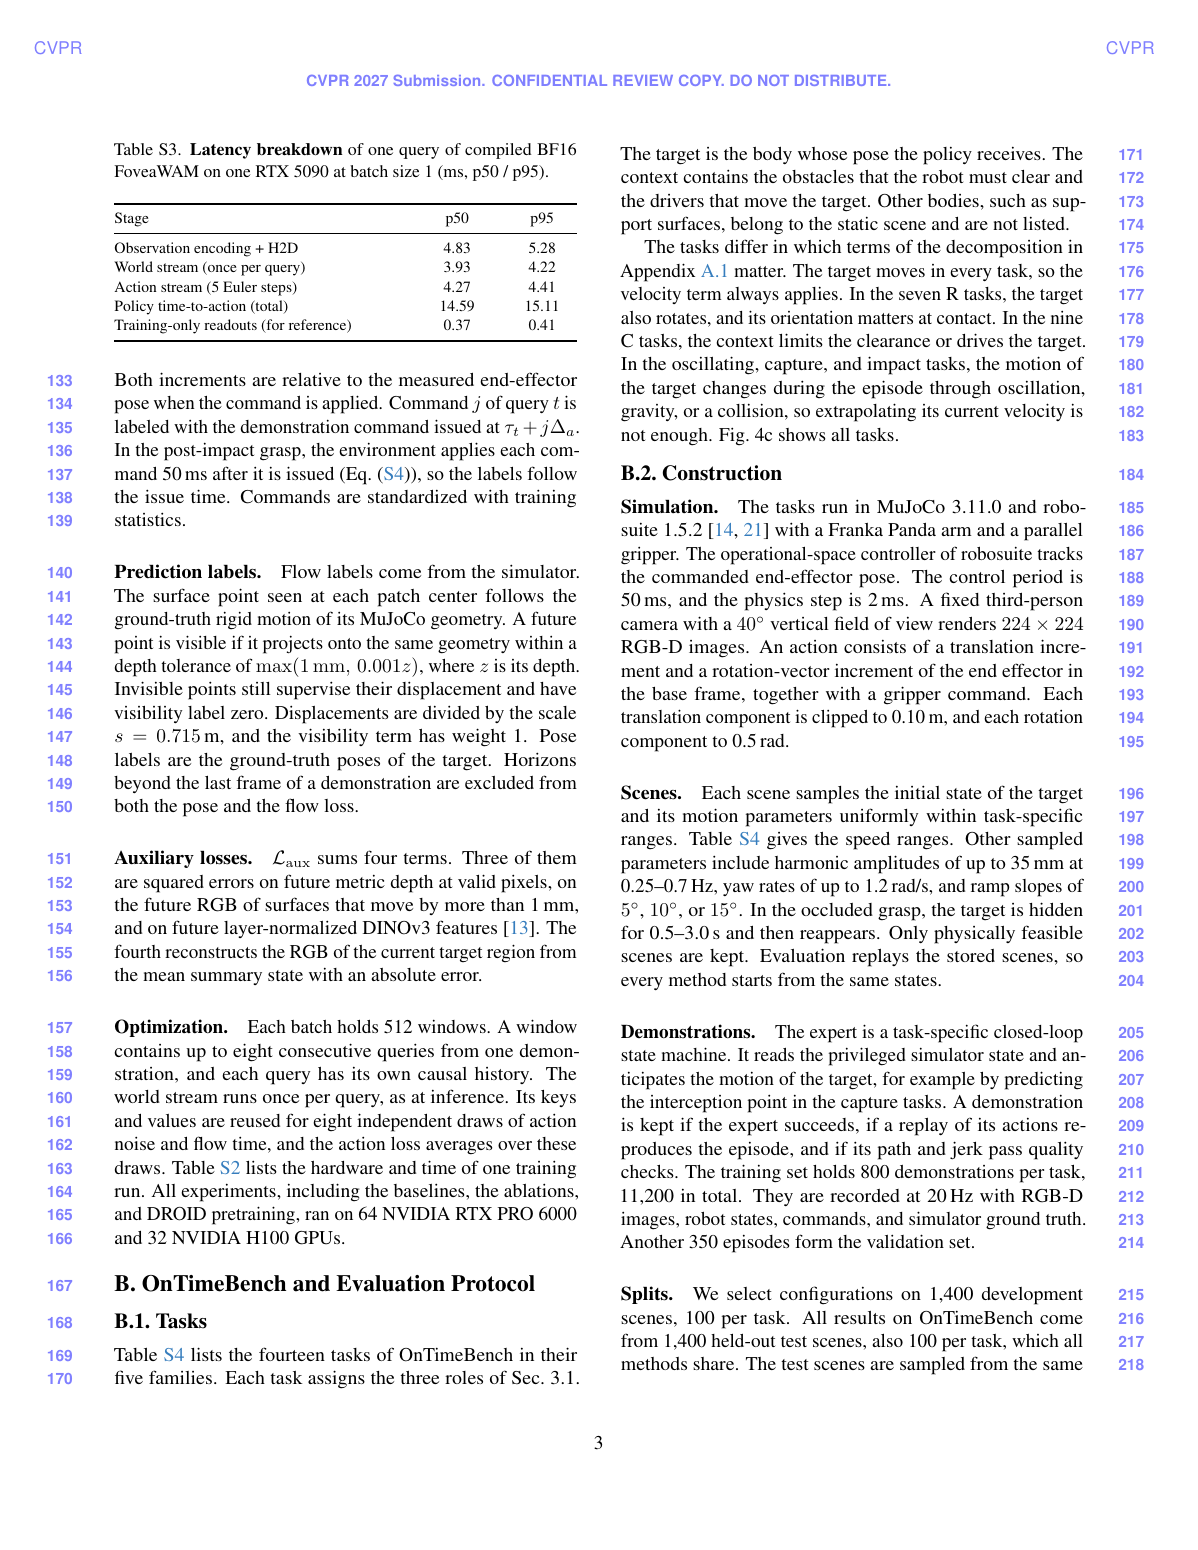 CVPR
CVPR
CVPR 2027 Submission. CONFIDENTIAL REVIEW COPY. DO NOT DISTRIBUTE.
Table S3. Latency breakdown of one query of compiled BF16
FoveaWAM on one RTX 5090 at batch size 1 (ms, p50 / p95).
Stage p50 p95
Observation encoding + H2D 4.83 5.28
World stream (once per query) 3.93 4.22
Action stream (5 Euler steps) 4.27 4.41
Policy time-to-action (total) 14.59 15.11
Training-only readouts (for reference) 0.37 0.41
133 Both increments are relative to the measured end-effector
134 pose when the command is applied. Command j of query t is
135 labeled with the demonstration command issued at τₜ + jΔₐ.
136 In the post-impact grasp, the environment applies each com-
137 mand 50 ms after it is issued (Eq. (S4)), so the labels follow
138 the issue time. Commands are standardized with training
139 statistics.
140 Prediction labels. Flow labels come from the simulator.
141 The surface point seen at each patch center follows the
142 ground-truth rigid motion of its MuJoCo geometry. A future
143 point is visible if it projects onto the same geometry within a
144 depth tolerance of max(1 mm, 0.001z), where z is its depth.
145 Invisible points still supervise their displacement and have
146 visibility label zero. Displacements are divided by the scale
147 s = 0.715 m, and the visibility term has weight 1. Pose
148 labels are the ground-truth poses of the target. Horizons
149 beyond the last frame of a demonstration are excluded from
150 both the pose and the flow loss.
151 Auxiliary losses. ℒaux sums four terms. Three of them
152 are squared errors on future metric depth at valid pixels, on
153 the future RGB of surfaces that move by more than 1 mm,
154 and on future layer-normalized DINOv3 features [13]. The
155 fourth reconstructs the RGB of the current target region from
156 the mean summary state with an absolute error.
157 Optimization. Each batch holds 512 windows. A window
158 contains up to eight consecutive queries from one demon-
159 stration, and each query has its own causal history. The
160 world stream runs once per query, as at inference. Its keys
161 and values are reused for eight independent draws of action
162 noise and flow time, and the action loss averages over these
163 draws. Table S2 lists the hardware and time of one training
164 run. All experiments, including the baselines, the ablations,
165 and DROID pretraining, ran on 64 NVIDIA RTX PRO 6000
166 and 32 NVIDIA H100 GPUs.
167 B. OnTimeBench and Evaluation Protocol
168 B.1. Tasks
169 Table S4 lists the fourteen tasks of OnTimeBench in their
170 five families. Each task assigns the three roles of Sec. 3.1.
The target is the body whose pose the policy receives. The 171
context contains the obstacles that the robot must clear and 172
the drivers that move the target. Other bodies, such as sup- 173
port surfaces, belong to the static scene and are not listed. 174
The tasks differ in which terms of the decomposition in 175
Appendix A.1 matter. The target moves in every task, so the 176
velocity term always applies. In the seven R tasks, the target 177
also rotates, and its orientation matters at contact. In the nine 178
C tasks, the context limits the clearance or drives the target. 179
In the oscillating, capture, and impact tasks, the motion of 180
the target changes during the episode through oscillation, 181
gravity, or a collision, so extrapolating its current velocity is 182
not enough. Fig. 4c shows all tasks. 183
B.2. Construction 184
Simulation. The tasks run in MuJoCo 3.11.0 and robo- 185
suite 1.5.2 [14, 21] with a Franka Panda arm and a parallel 186
gripper. The operational-space controller of robosuite tracks 187
the commanded end-effector pose. The control period is 188
50 ms, and the physics step is 2 ms. A fixed third-person 189
camera with a 40° vertical field of view renders 224 × 224 190
RGB-D images. An action consists of a translation incre- 191
ment and a rotation-vector increment of the end effector in 192
the base frame, together with a gripper command. Each 193
translation component is clipped to 0.10 m, and each rotation 194
component to 0.5 rad. 195
Scenes. Each scene samples the initial state of the target 196
and its motion parameters uniformly within task-specific 197
ranges. Table S4 gives the speed ranges. Other sampled 198
parameters include harmonic amplitudes of up to 35 mm at 199
0.25–0.7 Hz, yaw rates of up to 1.2 rad/s, and ramp slopes of 200
5°, 10°, or 15°. In the occluded grasp, the target is hidden 201
for 0.5–3.0 s and then reappears. Only physically feasible 202
scenes are kept. Evaluation replays the stored scenes, so 203
every method starts from the same states. 204
Demonstrations. The expert is a task-specific closed-loop 205
state machine. It reads the privileged simulator state and an- 206
ticipates the motion of the target, for example by predicting 207
the interception point in the capture tasks. A demonstration 208
is kept if the expert succeeds, if a replay of its actions re- 209
produces the episode, and if its path and jerk pass quality 210
checks. The training set holds 800 demonstrations per task, 211
11,200 in total. They are recorded at 20 Hz with RGB-D 212
images, robot states, commands, and simulator ground truth. 213
Another 350 episodes form the validation set. 214
Splits. We select configurations on 1,400 development 215
scenes, 100 per task. All results on OnTimeBench come 216
from 1,400 held-out test scenes, also 100 per task, which all 217
methods share. The test scenes are sampled from the same 218
3